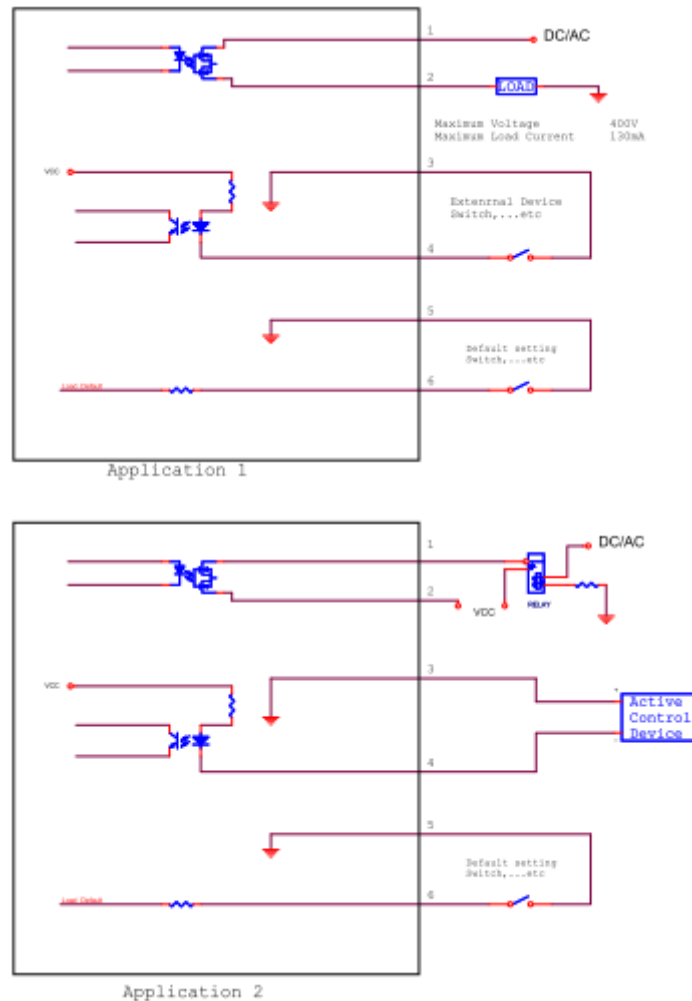 1
DC/AC
2
LOAD
Maximum Voltage 400V
Maximum Load Current 130mA
3
VCC
Extenrnal Device
Switch,...etc
4
5
Default setting
Switch,...etc
6
Load Default
Application 1
1
DC/AC
2
VCC
RELAY
3
VCC
Active
Control
Device
4
5
Default setting
Switch,...etc
6
Load Default
Application 2